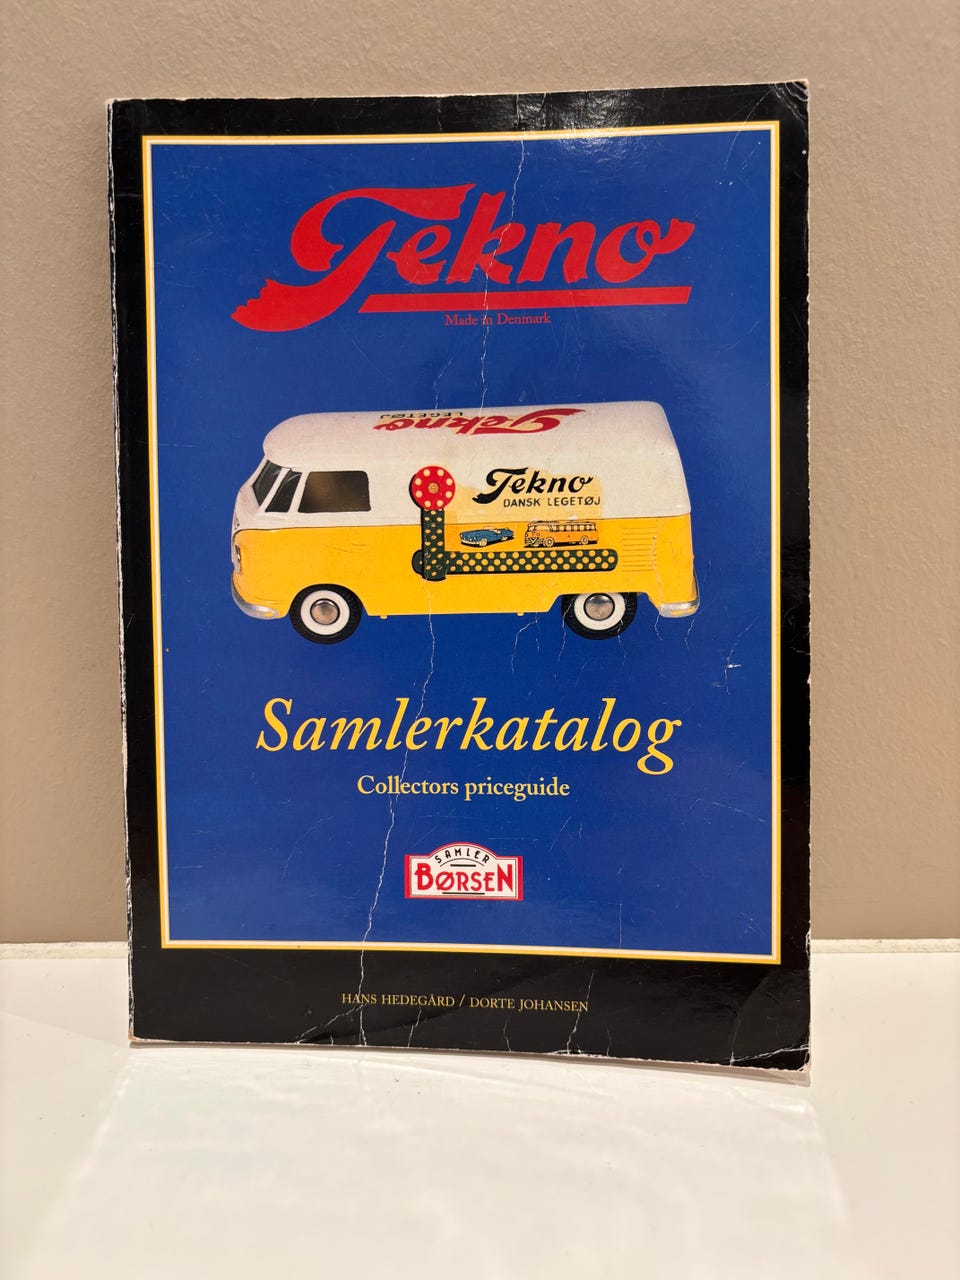 Tekno
Made in Denmark
Tekno
LEGETØJ
Tekno
DANSK LEGETØJ
Samlerkatalog
Collectors priceguide
SAMLER
BØRSEN
HANS HEDEGÅRD / DORTE JOHANSEN